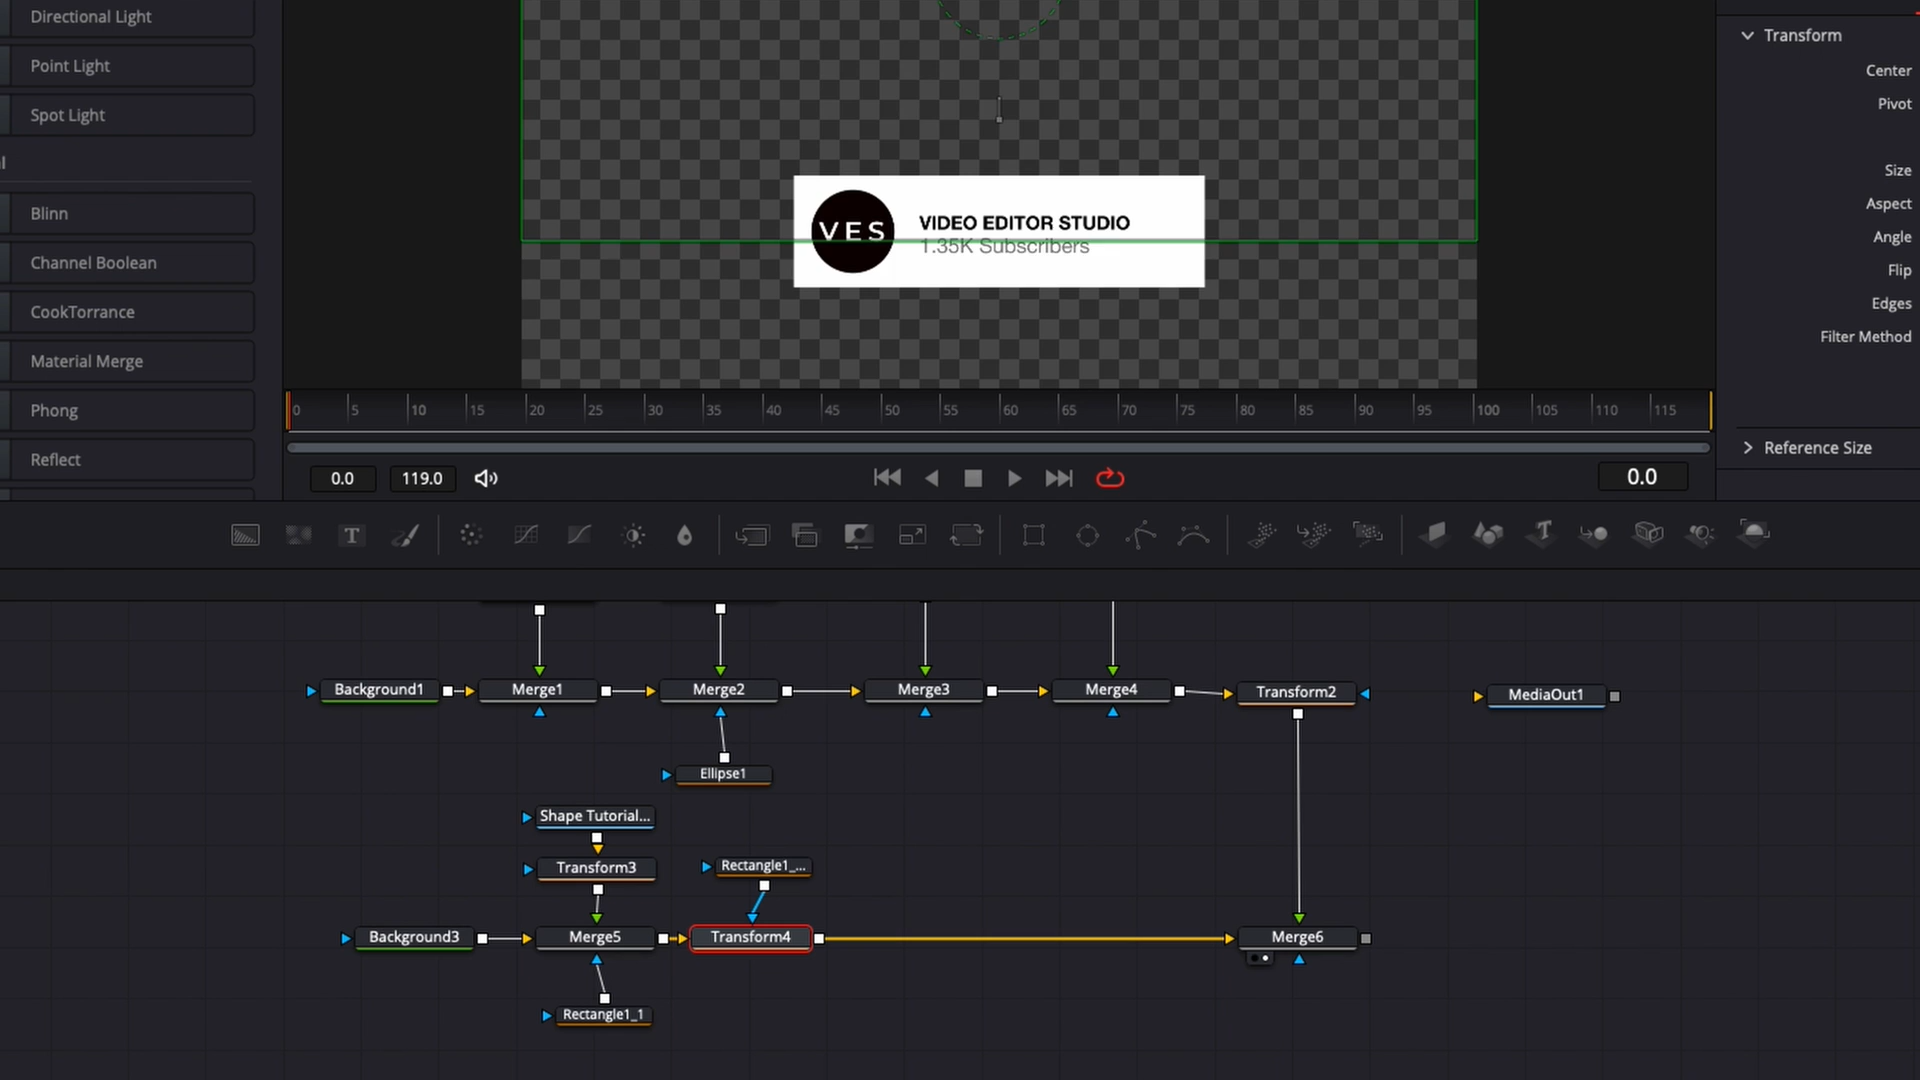 Directional Light
Point Light
Spot Light
Blinn
Channel Boolean
CookTorrance
Material Merge
Phong
Reflect
VES
VIDEO EDITOR STUDIO
1.35K Subscribers
0 5 10 15 20 25 30 35 40 45 50 55 60 65 70 75 80 85 90 95 100 105 110 115
0.0 119.0 0.0
Transform
Center
Pivot
Size
Aspect
Angle
Flip
Edges
Filter Method
Reference Size
T
Background1 Merge1 Merge2 Merge3 Merge4 Transform2 MediaOut1
Ellipse1
Shape Tutorial...
Transform3 Rectangle1_...
Background3 Merge5 Transform4 Merge6
Rectangle1_1